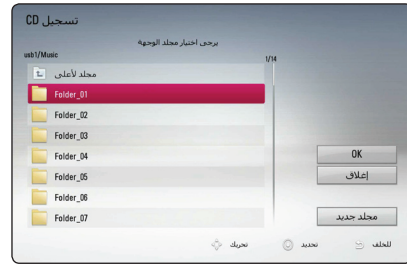 تسجيل CD
يرجى اختيار مجلد الوجهة
usb1/Music
1/14
مجلد لأعلى
Folder_01
Folder_02
Folder_03
Folder_04
Folder_05
Folder_06
Folder_07
OK
إغلاق
مجلد جديد
للخلف
تحديد
تحريك